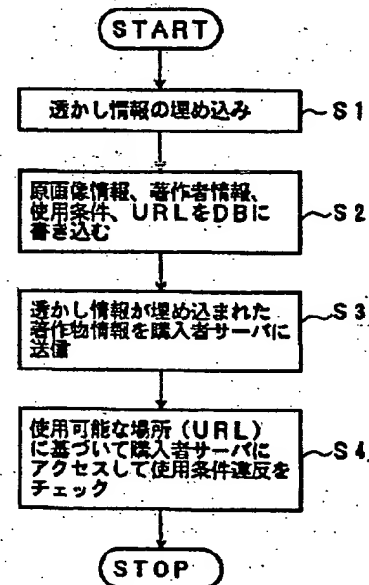 START
透かし情報の埋め込み
S1
原画像情報、著作者情報、
使用条件、URLをDBに
書き込む
S2
透かし情報が埋め込まれた
著作物情報を購入者サーバに
送信
S3
使用可能な場所(URL)
に基づいて購入者サーバに
アクセスして使用条件違反を
チェック
S4
STOP